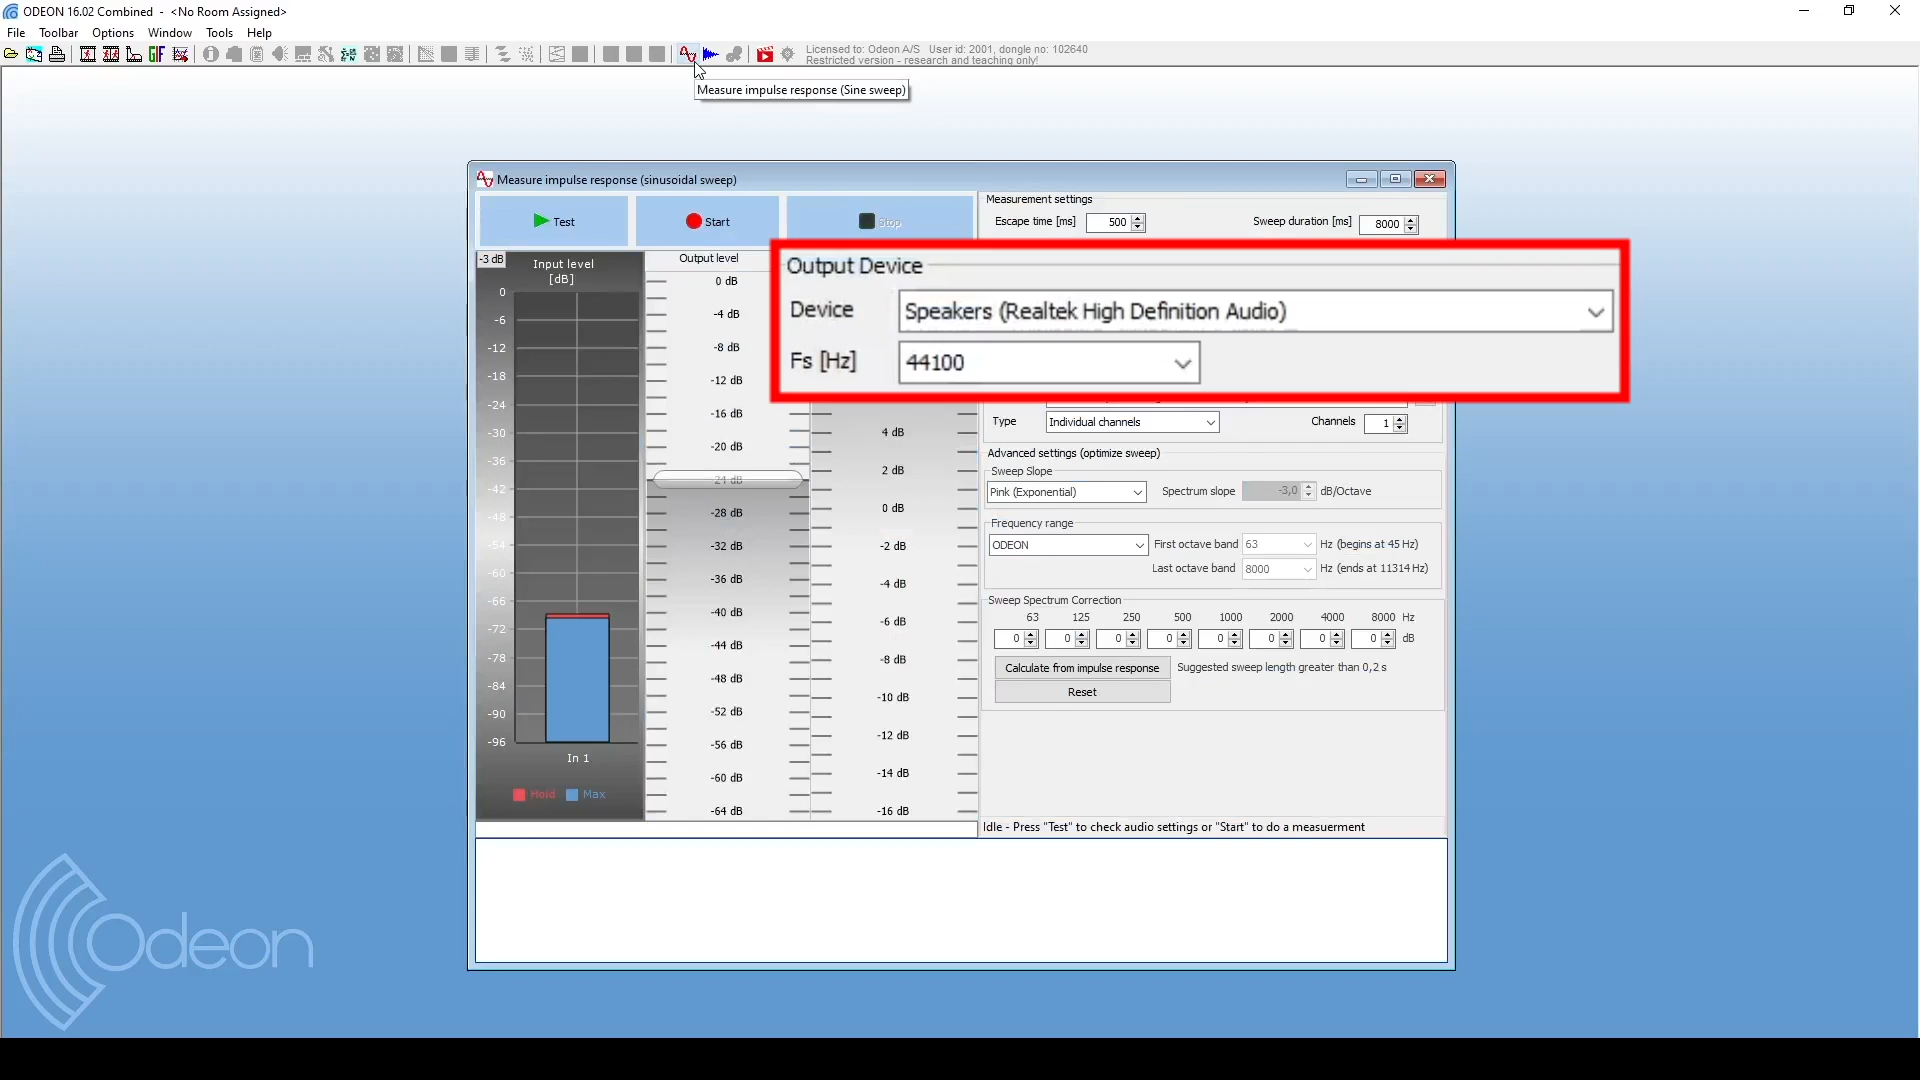 ODEON 16.02 Combined - <No Room Assigned>
File Toolbar Options Window Tools Help
Licensed to: Odeon A/S User id: 2001, dongle no: 102640
Restricted version - research and teaching only!
Measure impulse response (Sine sweep)
Measure impulse response (sinusoidal sweep)
Test Start Stop
Measurement settings
Escape time [ms] 500 Sweep duration [ms] 8000
-3 dB
Input level
[dB]
0
-6
-12
-18
-24
-30
-36
-42
-48
-54
-60
-66
-72
-78
-84
-90
-96
In 1
Hold Max
Output level
0 dB
-4 dB
-8 dB
-12 dB
-16 dB
-20 dB
-24 dB
-28 dB
-32 dB
-36 dB
-40 dB
-44 dB
-48 dB
-52 dB
-56 dB
-60 dB
-64 dB
4 dB
2 dB
0 dB
-2 dB
-4 dB
-6 dB
-8 dB
-10 dB
-12 dB
-14 dB
-16 dB
Output Device
Device Speakers (Realtek High Definition Audio)
Fs [Hz] 44100
Type Individual channels Channels 1
Advanced settings (optimize sweep)
Sweep Slope
Pink (Exponential) Spectrum slope -3,0 dB/Octave
Frequency range
ODEON First octave band 63 Hz (begins at 45 Hz)
Last octave band 8000 Hz (ends at 11314 Hz)
Sweep Spectrum Correction
63 125 250 500 1000 2000 4000 8000 Hz
0 0 0 0 0 0 0 0 dB
Calculate from impulse response Suggested sweep length greater than 0,2 s
Reset
Idle - Press "Test" to check audio settings or "Start" to do a measuerment
Odeon